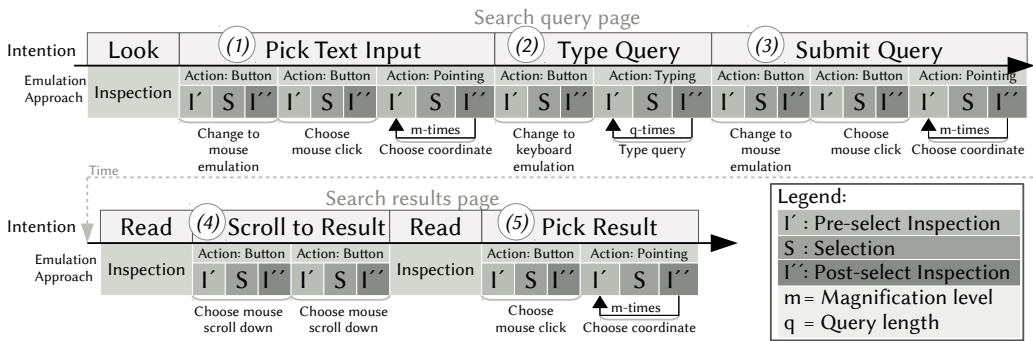 Search query page
Intention Look (1) Pick Text Input (2) Type Query (3) Submit Query
Emulation Approach Inspection Action: Button Action: Button Action: Pointing Action: Button Action: Typing Action: Button Action: Button Action: Pointing
I´ S I´´ I´ S I´´ I´ S I´´ I´ S I´´ I´ S I´´ I´ S I´´ I´ S I´´ I´ S I´´
Change to mouse emulation
Choose mouse click
m-times
Choose coordinate
Change to keyboard emulation
q-times
Type query
Change to mouse emulation
Choose mouse click
m-times
Choose coordinate
Time
Search results page
Intention Read (4) Scroll to Result Read (5) Pick Result
Emulation Approach Inspection Action: Button Action: Button Inspection Action: Button Action: Pointing
I´ S I´´ I´ S I´´ I´ S I´´ I´ S I´´
Choose mouse scroll down
Choose mouse scroll down
Choose mouse click
m-times
Choose coordinate
Legend:
I´ : Pre-select Inspection
S : Selection
I´´: Post-select Inspection
m = Magnification level
q = Query length